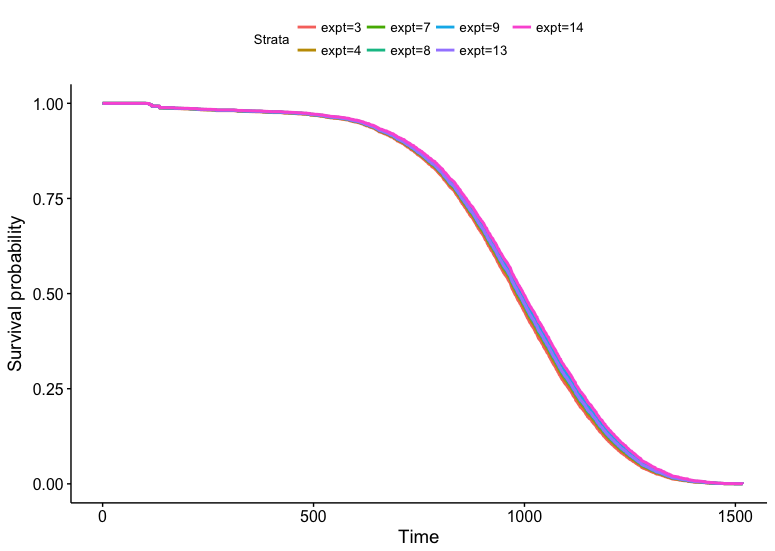 Strata
expt=3 expt=7 expt=9 expt=14
expt=4 expt=8 expt=13
Survival probability
1.00
0.75
0.50
0.25
0.00
0 500 1000 1500
Time